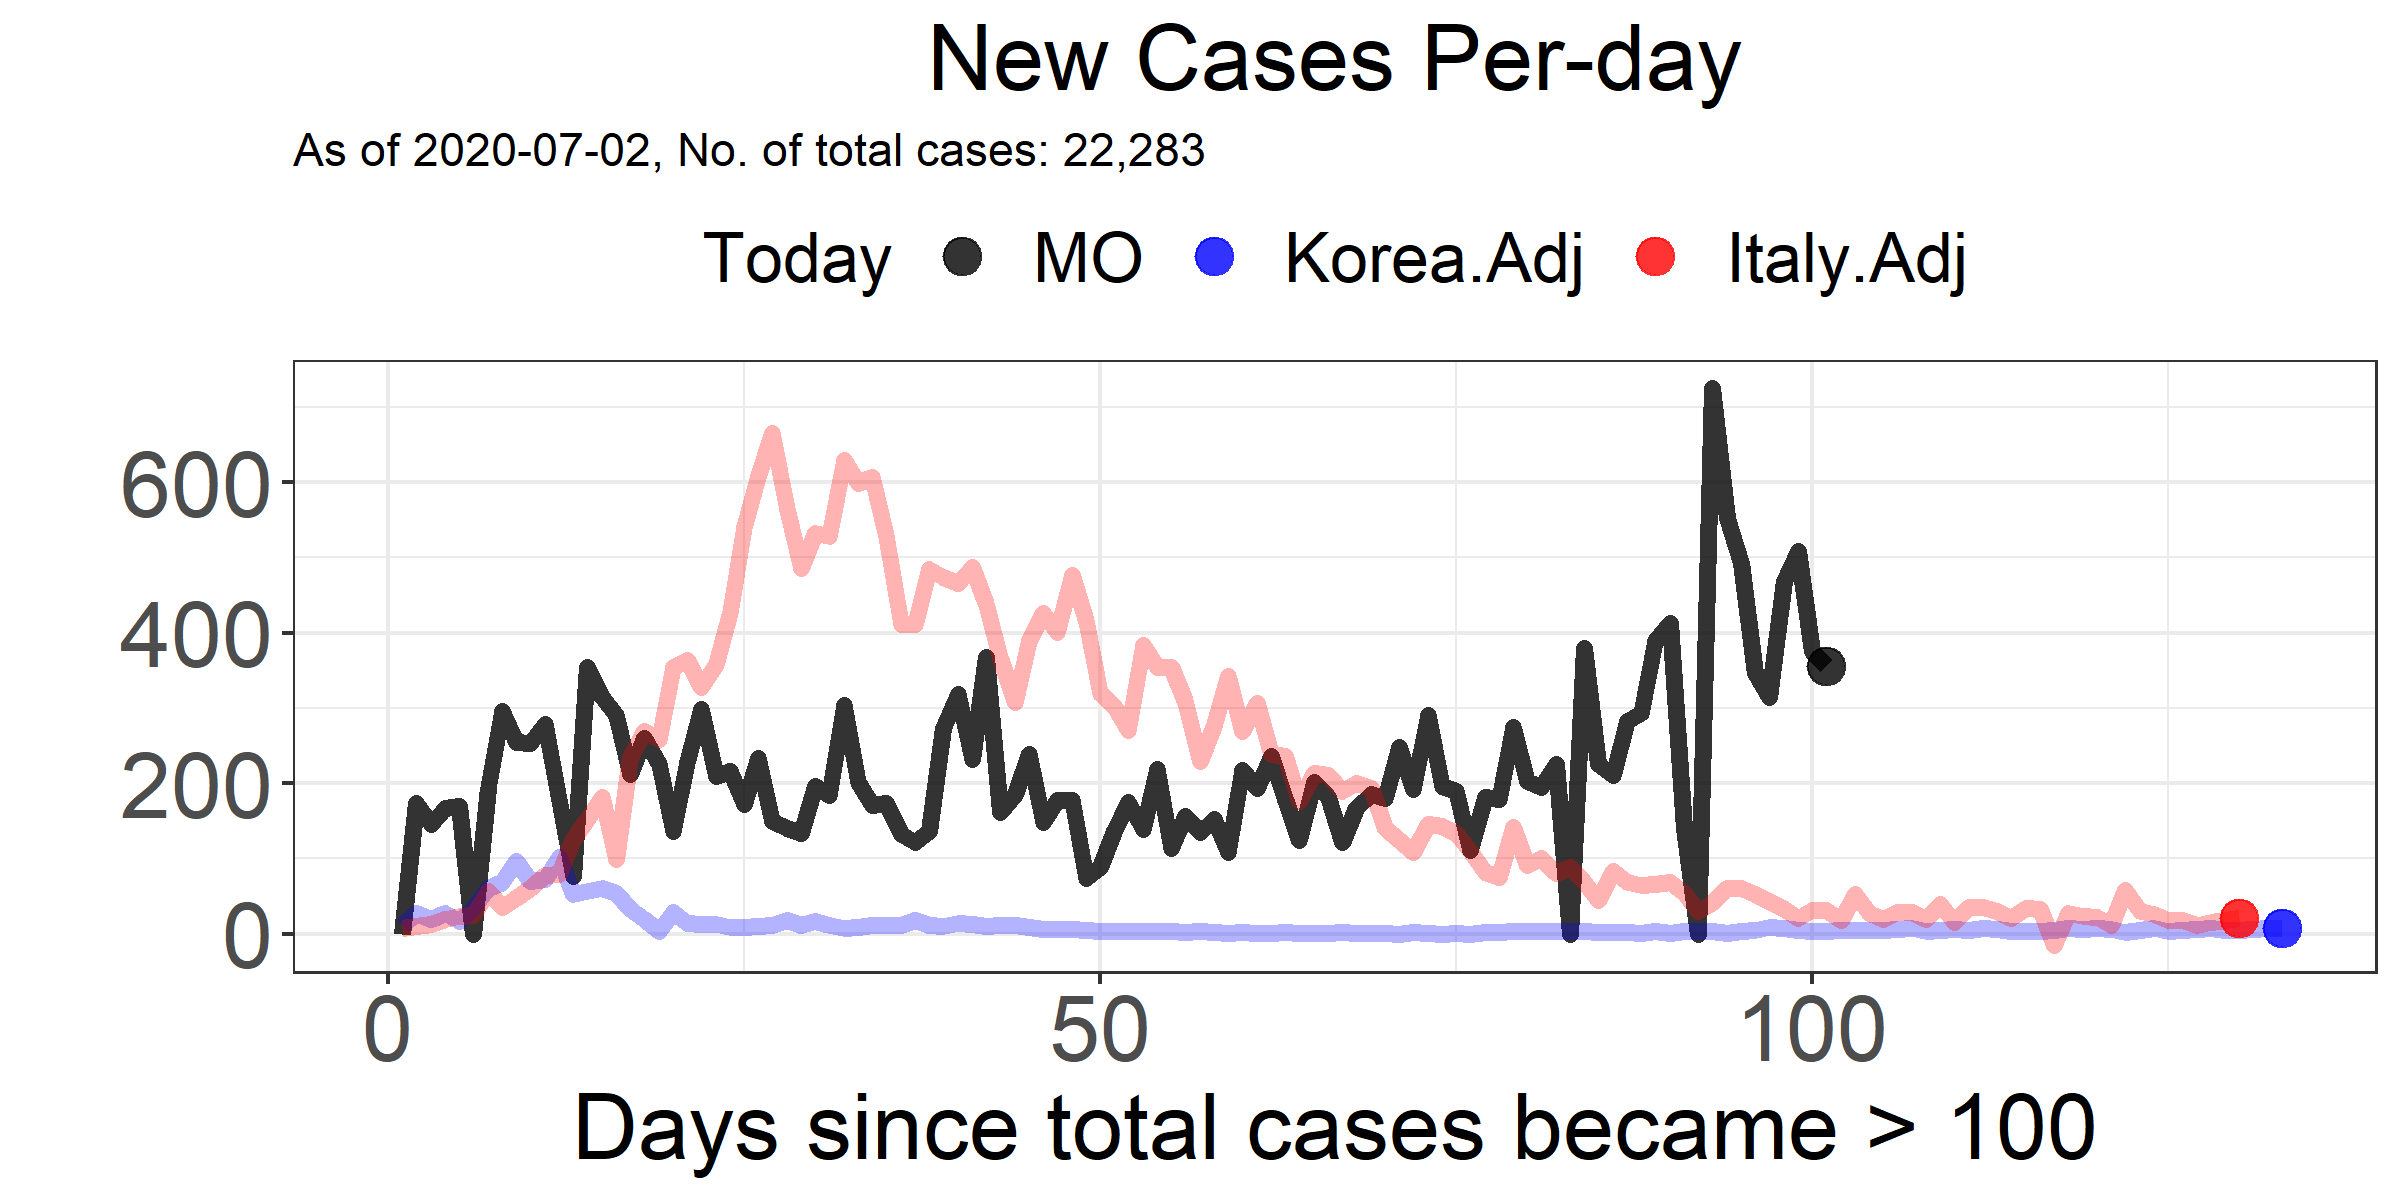 New Cases Per-day
As of 2020-07-02, No. of total cases: 22,283
Today MO Korea.Adj Italy.Adj
600
400
200
0
0 50 100
Days since total cases became > 100